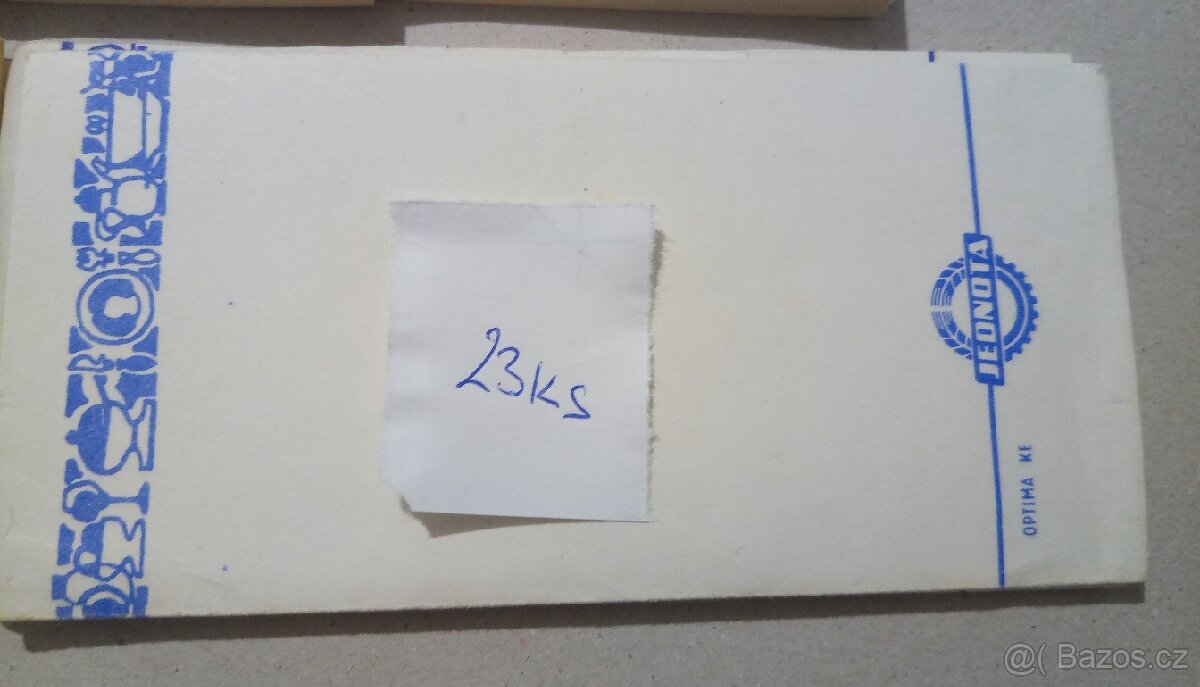 23ks
JEDNOTA
OPTIMA KE
@( Bazos.cz